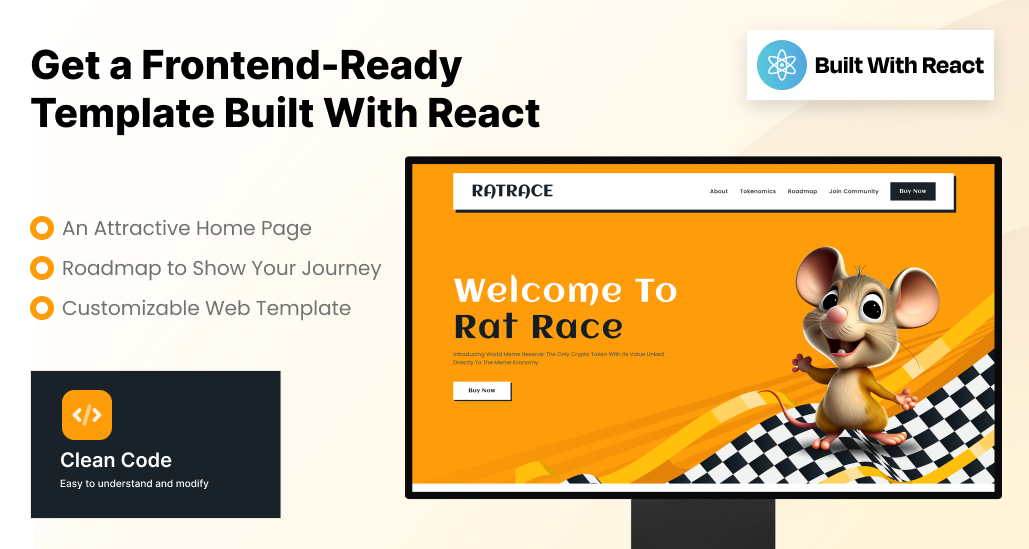 Get a Frontend-Ready
Template Built With React
Built With React
An Attractive Home Page
Roadmap to Show Your Journey
Customizable Web Template
Clean Code
Easy to understand and modify
RATRACE
About Tokenomics Roadmap Join Community Buy Now
Welcome To
Rat Race
Introducing World Meme Reserve: The Only Crypto Token With Its Value Linked
Directly To The Meme Economy
Buy Now